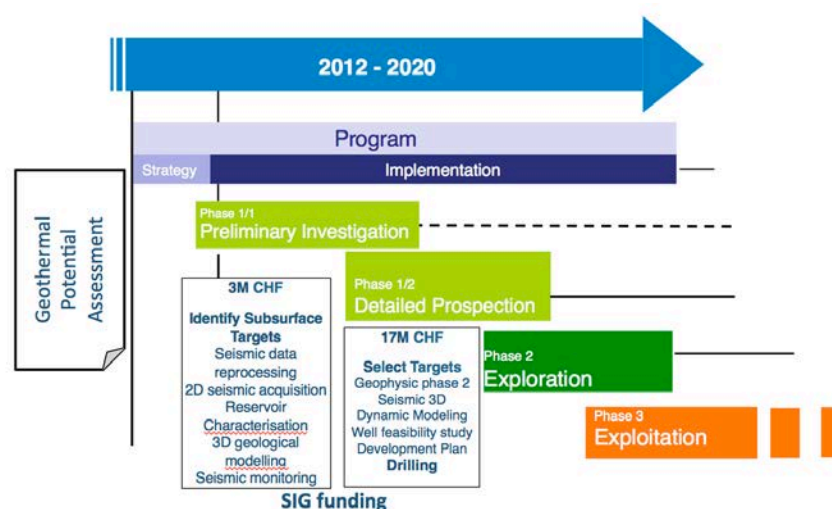 2012 - 2020
Program
Strategy
Implementation
Geothermal
Potential
Assessment
Phase 1/1
Preliminary Investigation
3M CHF
Identify Subsurface
Targets
Seismic data
reprocessing
2D seismic acquisition
Reservoir
Characterisation
3D geological
modelling
Seismic monitoring
Phase 1/2
Detailed Prospection
17M CHF
Select Targets
Geophysic phase 2
Seismic 3D
Dynamic Modeling
Well feasibility study
Development Plan
Drilling
Phase 2
Exploration
Phase 3
Exploitation
SIG funding